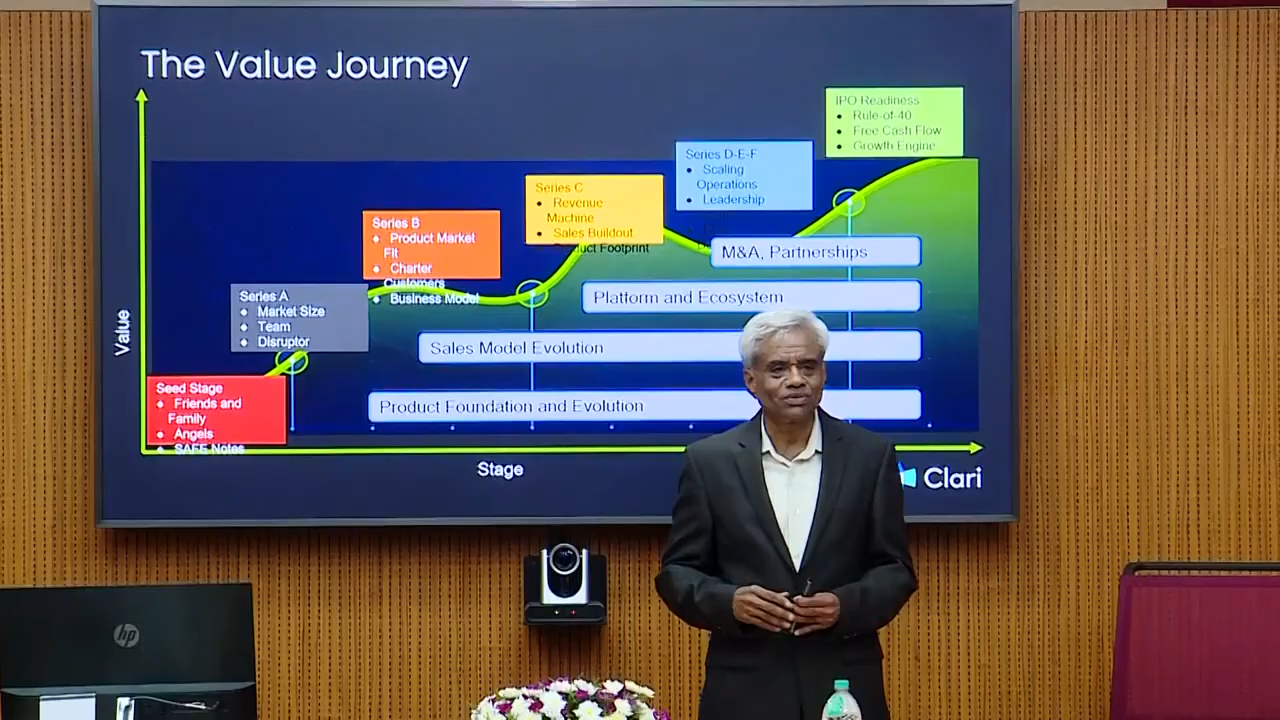 The Value Journey
IPO Readiness
Rule-of-40
Free Cash Flow
Growth Engine
Series D-E-F
Scaling
Operations
Leadership
Series C
Revenue
Machine
Sales Buildout
Footprint
Series B
Product Market
Fit
Charter
Customers
Business Model
Series A
Market Size
Team
Disruptor
Seed Stage
Friends and
Family
Angels
SAFE Notes
M&A, Partnerships
Platform and Ecosystem
Sales Model Evolution
Product Foundation and Evolution
Value
Stage
Clari
hp